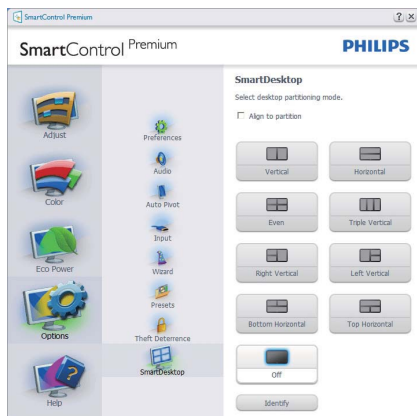 SmartControl Premium
SmartControl Premium
PHILIPS
Adjust
Color
Eco Power
Options
Help
Preferences
Audio
Auto Pivot
Input
Wizard
Presets
Theft Deterrence
SmartDesktop
SmartDesktop
Select desktop partitioning mode.
Align to partition
Vertical
Horizontal
Even
Triple Vertical
Right Vertical
Left Vertical
Bottom Horizontal
Top Horizontal
Off
Identify